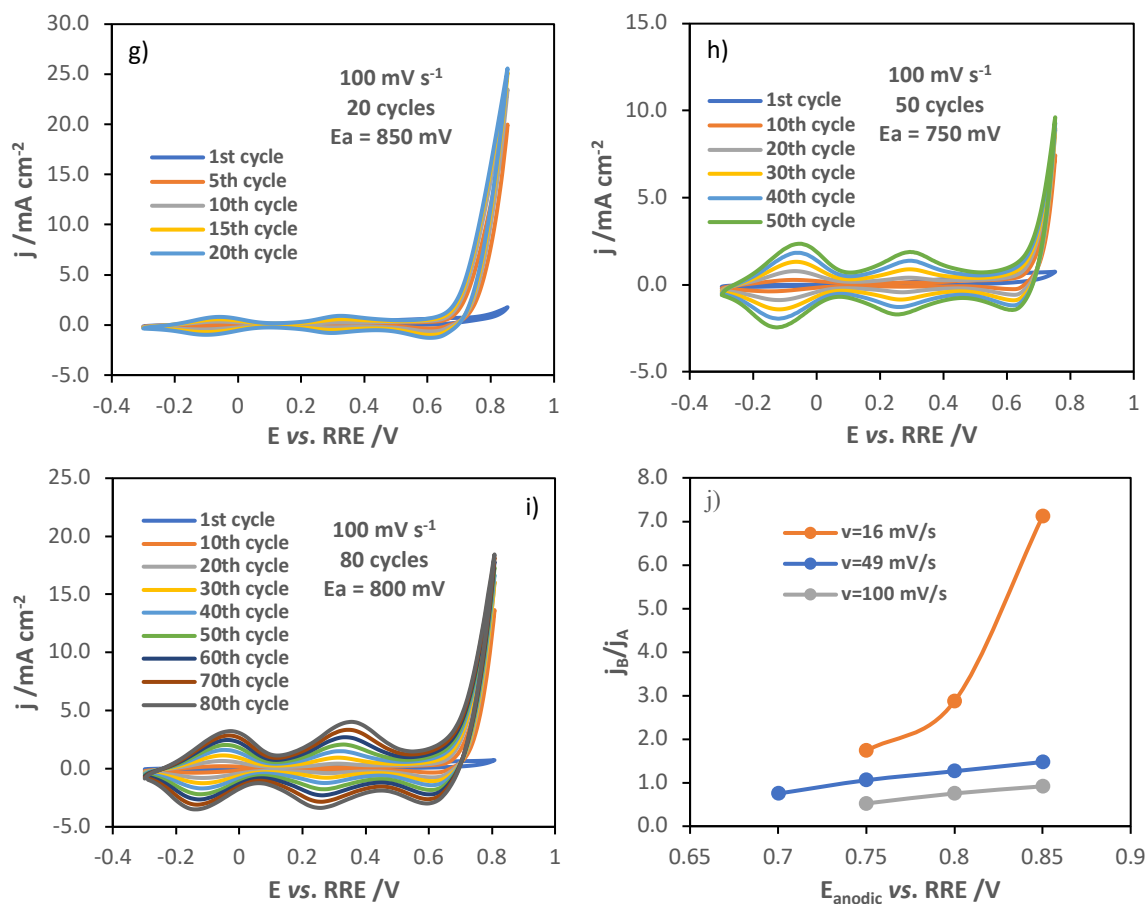 g)
100 mV s⁻¹
20 cycles
Ea = 850 mV
1st cycle
5th cycle
10th cycle
15th cycle
20th cycle
30.0
25.0
20.0
15.0
10.0
5.0
0.0
-5.0
j /mA cm⁻²
-0.4 -0.2 0 0.2 0.4 0.6 0.8 1
E vs. RRE /V
h)
100 mV s⁻¹
50 cycles
Ea = 750 mV
1st cycle
10th cycle
20th cycle
30th cycle
40th cycle
50th cycle
15.0
10.0
5.0
0.0
-5.0
j /mA cm⁻²
-0.4 -0.2 0 0.2 0.4 0.6 0.8 1
E vs. RRE /V
i)
100 mV s⁻¹
80 cycles
Ea = 800 mV
1st cycle
10th cycle
20th cycle
30th cycle
40th cycle
50th cycle
60th cycle
70th cycle
80th cycle
25.0
20.0
15.0
10.0
5.0
0.0
-5.0
j /mA cm⁻²
-0.4 -0.2 0 0.2 0.4 0.6 0.8 1
E vs. RRE /V
j)
v=16 mV/s
v=49 mV/s
v=100 mV/s
8.0
7.0
6.0
5.0
4.0
3.0
2.0
1.0
0.0
jB/jA
0.65 0.7 0.75 0.8 0.85 0.9
Eanodic vs. RRE /V